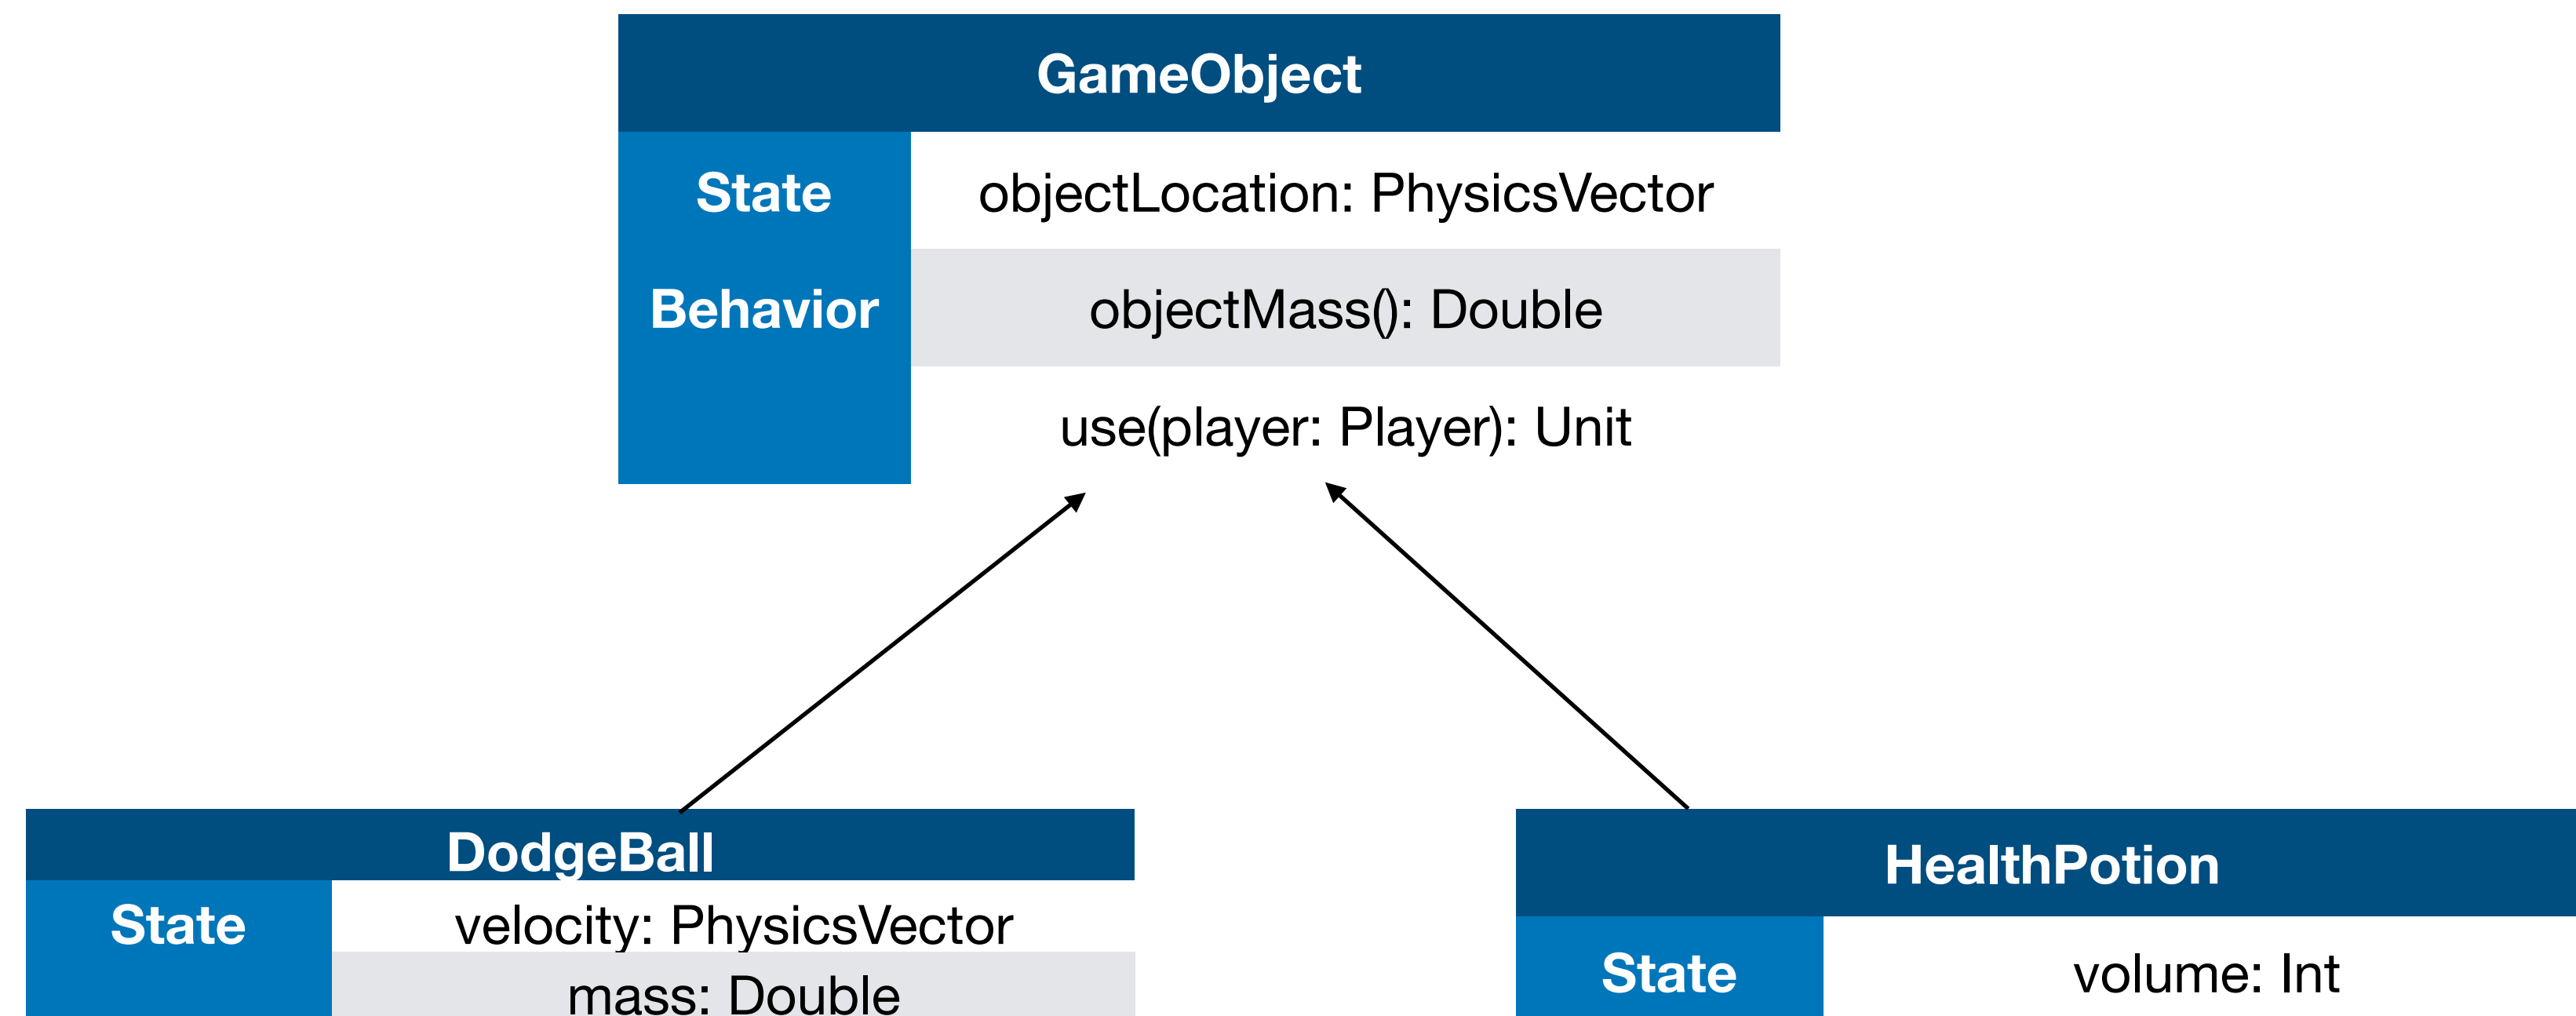 GameObject
State objectLocation: PhysicsVector
Behavior objectMass(): Double
use(player: Player): Unit
DodgeBall
State velocity: PhysicsVector
mass: Double
HealthPotion
State volume: Int